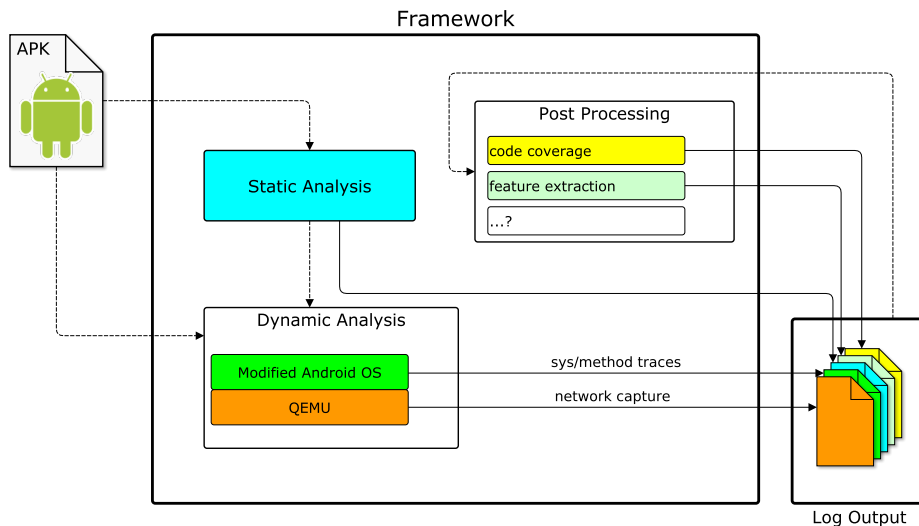 Framework
APK
Post Processing
code coverage
feature extraction
...?
Static Analysis
Dynamic Analysis
Modified Android OS
QEMU
sys/method traces
network capture
Log Output